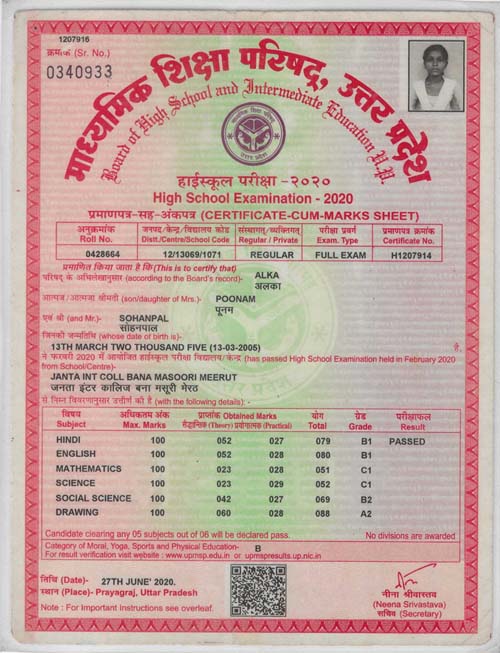 1207916
क्रमांक (Sr. No.)
0340933
माध्यमिक शिक्षा परिषद्, उत्तर प्रदेश
Board of High School and Intermediate Education U.P.
हाईस्कूल परीक्षा -२०२०
High School Examination - 2020
प्रमाणपत्र-सह-अंकपत्र (CERTIFICATE-CUM-MARKS SHEET)
अनुक्रमांक जनपद/केन्द्र/विद्यालय कोड संस्थागत्/व्यक्तिगत् परीक्षा प्रवर्ग प्रमाणपत्र क्रमांक
Roll No. Distt./Centre/School Code Regular / Private Exam. Type Certificate No.
0428664 12/13069/1071 REGULAR FULL EXAM H1207914
प्रमाणित किया जाता है कि(This is to certify that)
ALKA
परिषद् के अभिलेखानुसार (according to the Board's record)-
अलका
आत्मज/आत्मजा श्रीमती (son/daughter of Mrs.)- POONAM
पूनम
एवं श्री (and Mr.)- SOHANPAL
सोहनपाल
जिनकी जन्मतिथि (whose date of birth is)-
13TH MARCH TWO THOUSAND FIVE (13-03-2005) है,
ने फरवरी 2020 में आयोजित हाईस्कूल परीक्षा विद्यालय/केन्द्र (has passed High School Examination held in February 2020
from School/Centre)-
JANTA INT COLL BANA MASOORI MEERUT
जनता इंटर कालिज बना मसूरी मेरठ
से निम्न विवरणानुसार उत्तीर्ण की है (with the following details): -
विषय अधिकतम अंक प्राप्तांक Obtained Marks योग ग्रेड परीक्षाफल
Subject Max. Marks सैद्धान्तिक (Theory) प्रयोगात्मक (Practical) Total Grade Result
HINDI 100 052 027 079 B1 PASSED
ENGLISH 100 052 028 080 B1
MATHEMATICS 100 023 028 051 C1
SCIENCE 100 023 029 052 C1
SOCIAL SCIENCE 100 042 027 069 B2
DRAWING 100 060 028 088 A2
Candidate clearing any 05 subjects out of 06 will be declared pass. No divisions are awarded
Category of Moral, Yoga, Sports and Physical Education- B
For result verification visit website : www.upmsp.edu.in or upmspresults.up.nic.in
तिथि (Date)- 27TH JUNE' 2020.
स्थान (Place)- Prayagraj, Uttar Pradesh
Note : For Important Instructions see overleaf.
नीना श्रीवास्तव
(Neena Srivastava)
सचिव (Secretary)